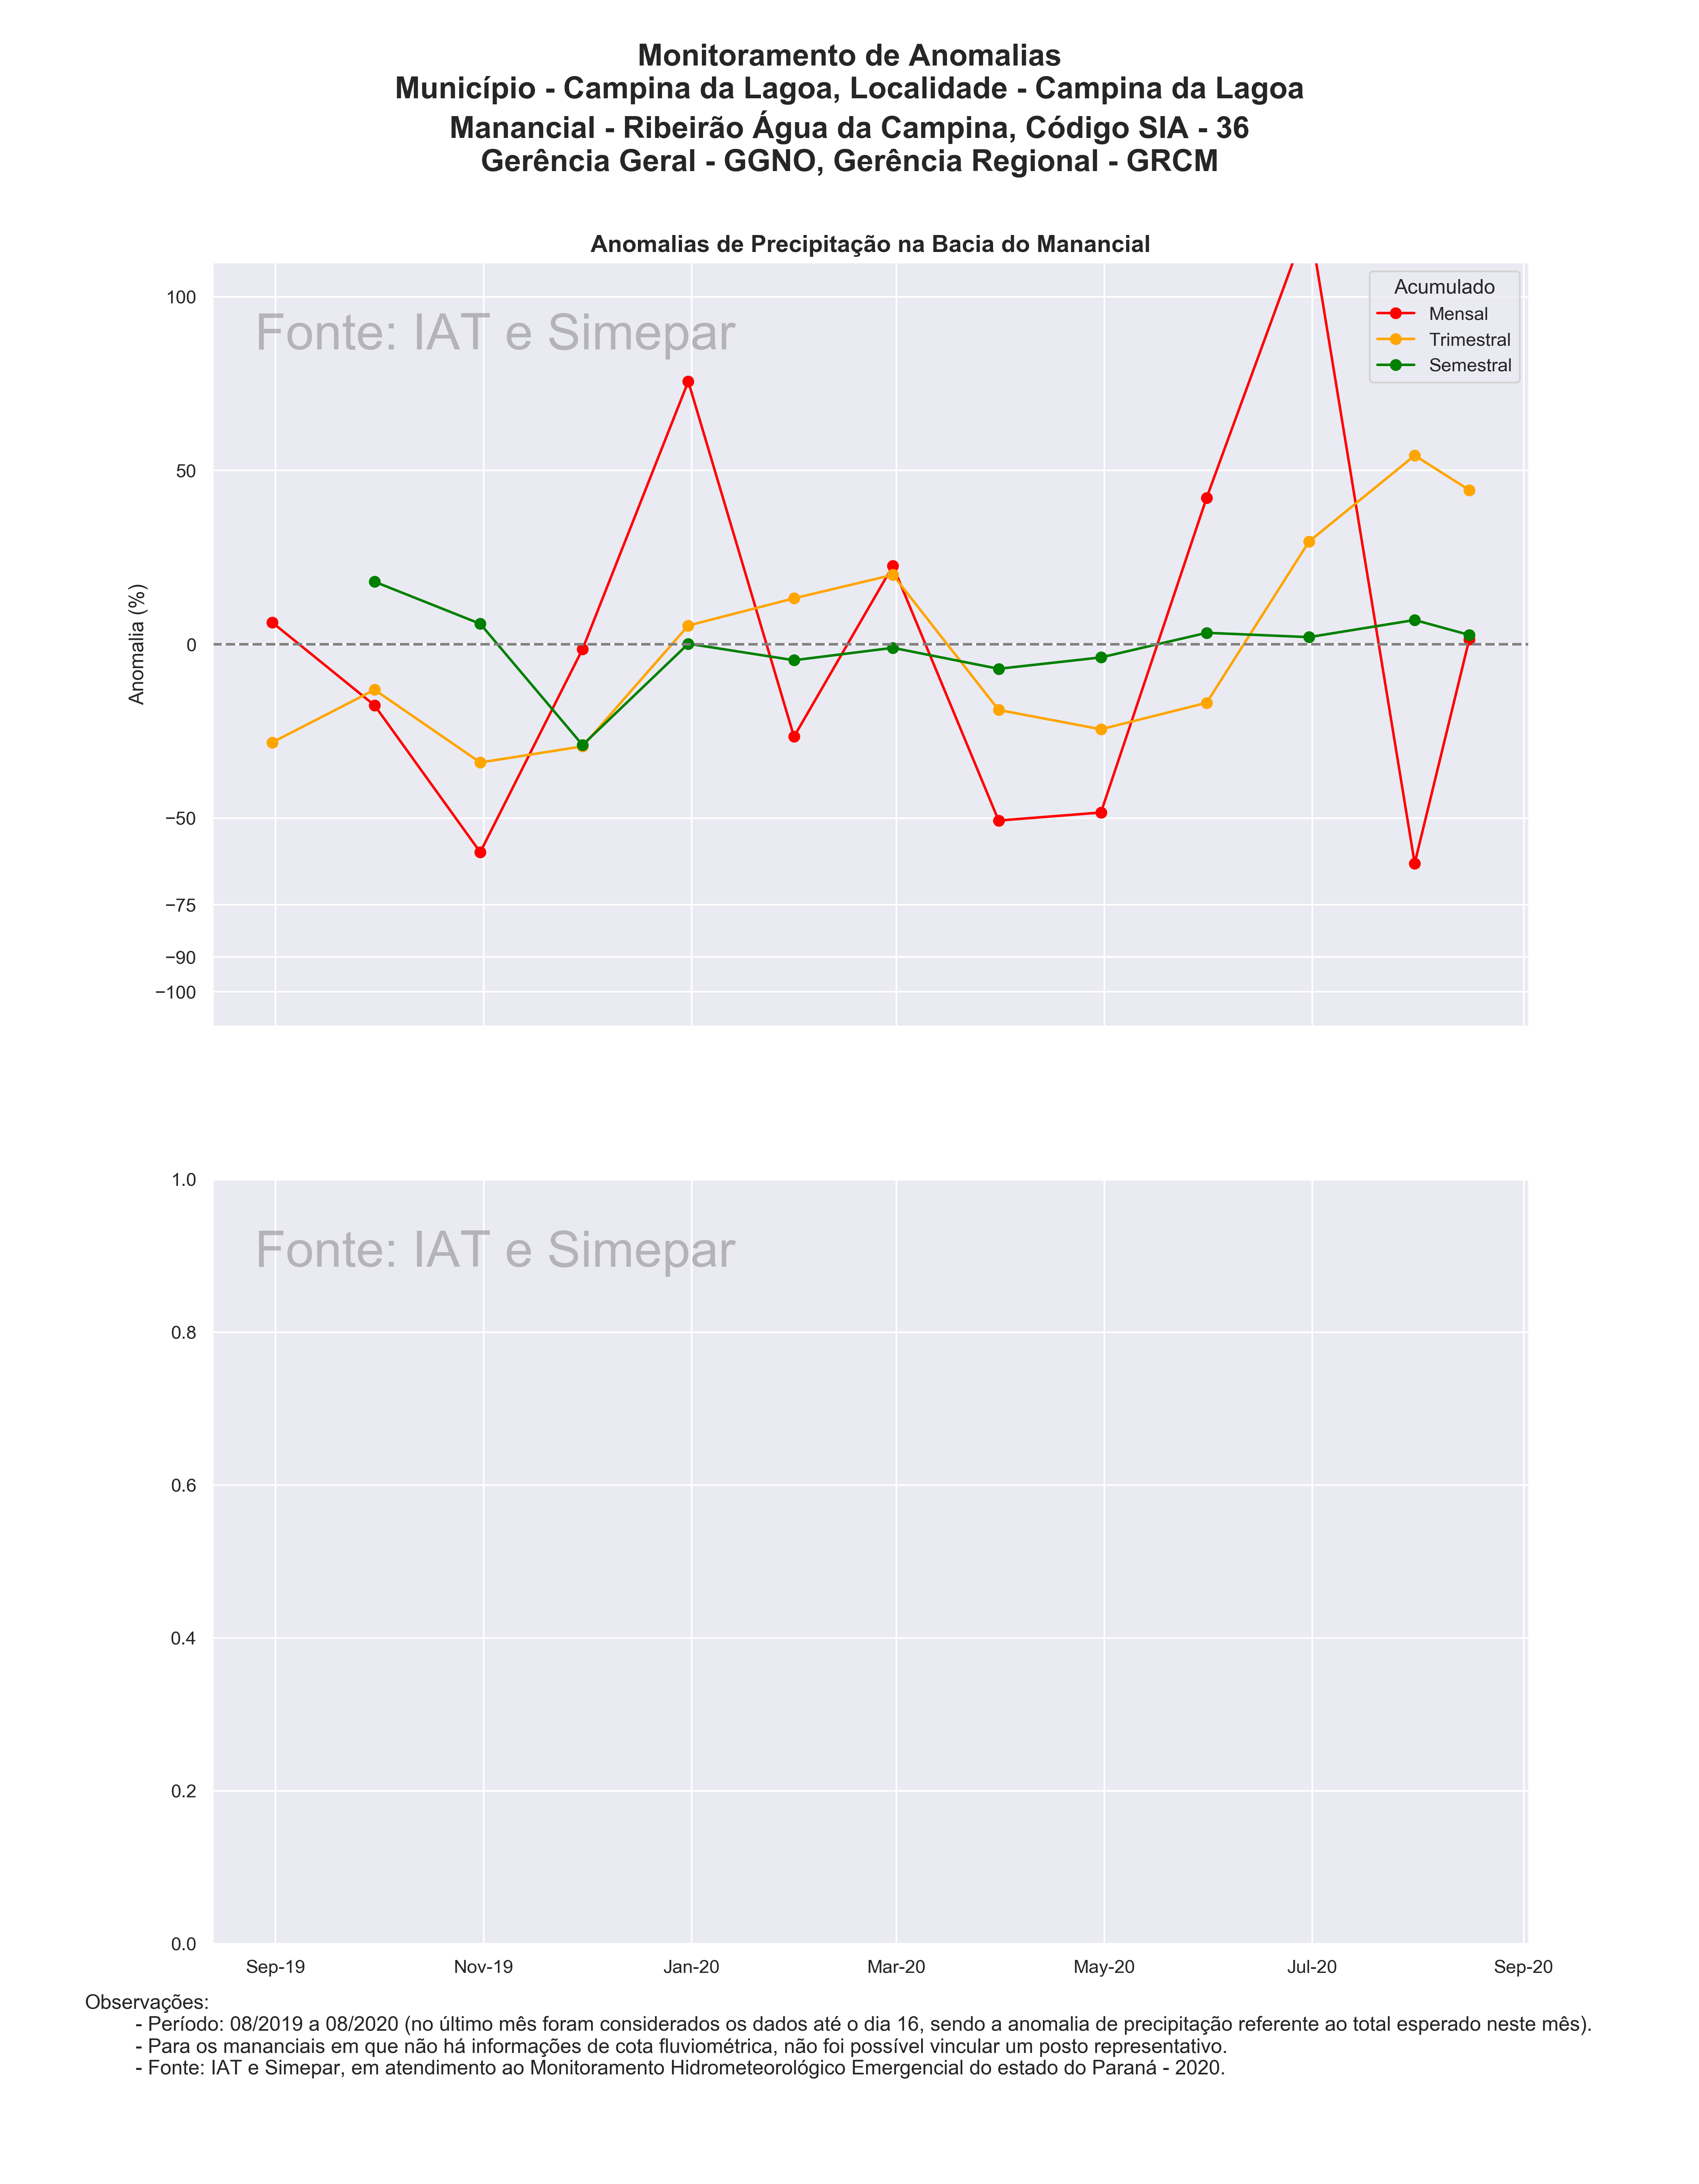 Monitoramento de Anomalias
Município - Campina da Lagoa, Localidade - Campina da Lagoa
Manancial - Ribeirão Água da Campina, Código SIA - 36
Gerência Geral - GGNO, Gerência Regional - GRCM
Anomalias de Precipitação na Bacia do Manancial
Fonte: IAT e Simepar
Acumulado
Mensal
Trimestral
Semestral
Anomalia (%)
100
50
0
−50
−75
−90
−100
Fonte: IAT e Simepar
1.0
0.8
0.6
0.4
0.2
0.0
Sep-19 Nov-19 Jan-20 Mar-20 May-20 Jul-20 Sep-20
Observações:
- Período: 08/2019 a 08/2020 (no último mês foram considerados os dados até o dia 16, sendo a anomalia de precipitação referente ao total esperado neste mês).
- Para os mananciais em que não há informações de cota fluviométrica, não foi possível vincular um posto representativo.
- Fonte: IAT e Simepar, em atendimento ao Monitoramento Hidrometeorológico Emergencial do estado do Paraná - 2020.